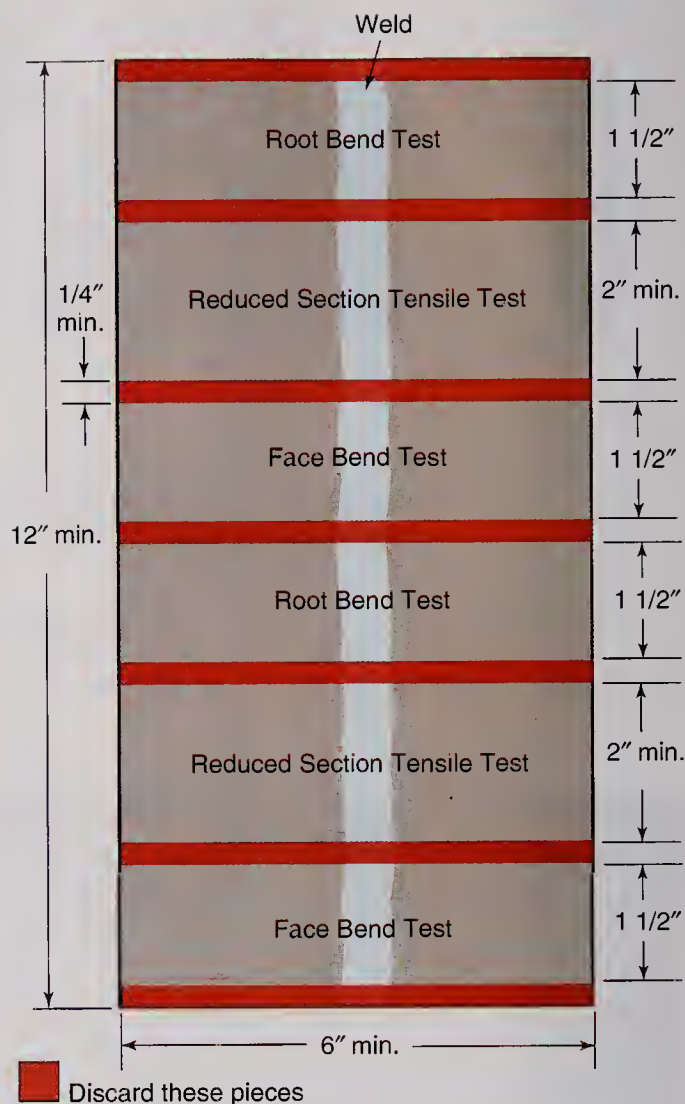 Weld
Root Bend Test
1 1/2"
Reduced Section Tensile Test
2" min.
1/4"
min.
Face Bend Test
1 1/2"
12" min.
Root Bend Test
1 1/2"
Reduced Section Tensile Test
2" min.
Face Bend Test
1 1/2"
6" min.
Discard these pieces